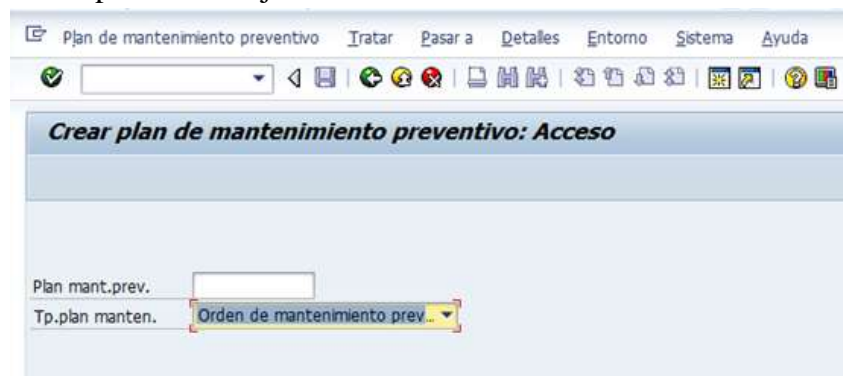 Plan de mantenimiento preventivo Tratar Pasar a Detalles Entorno Sistema Ayuda
Crear plan de mantenimiento preventivo: Acceso
Plan mant.prev.
Tp.plan manten. Orden de mantenimiento prev...